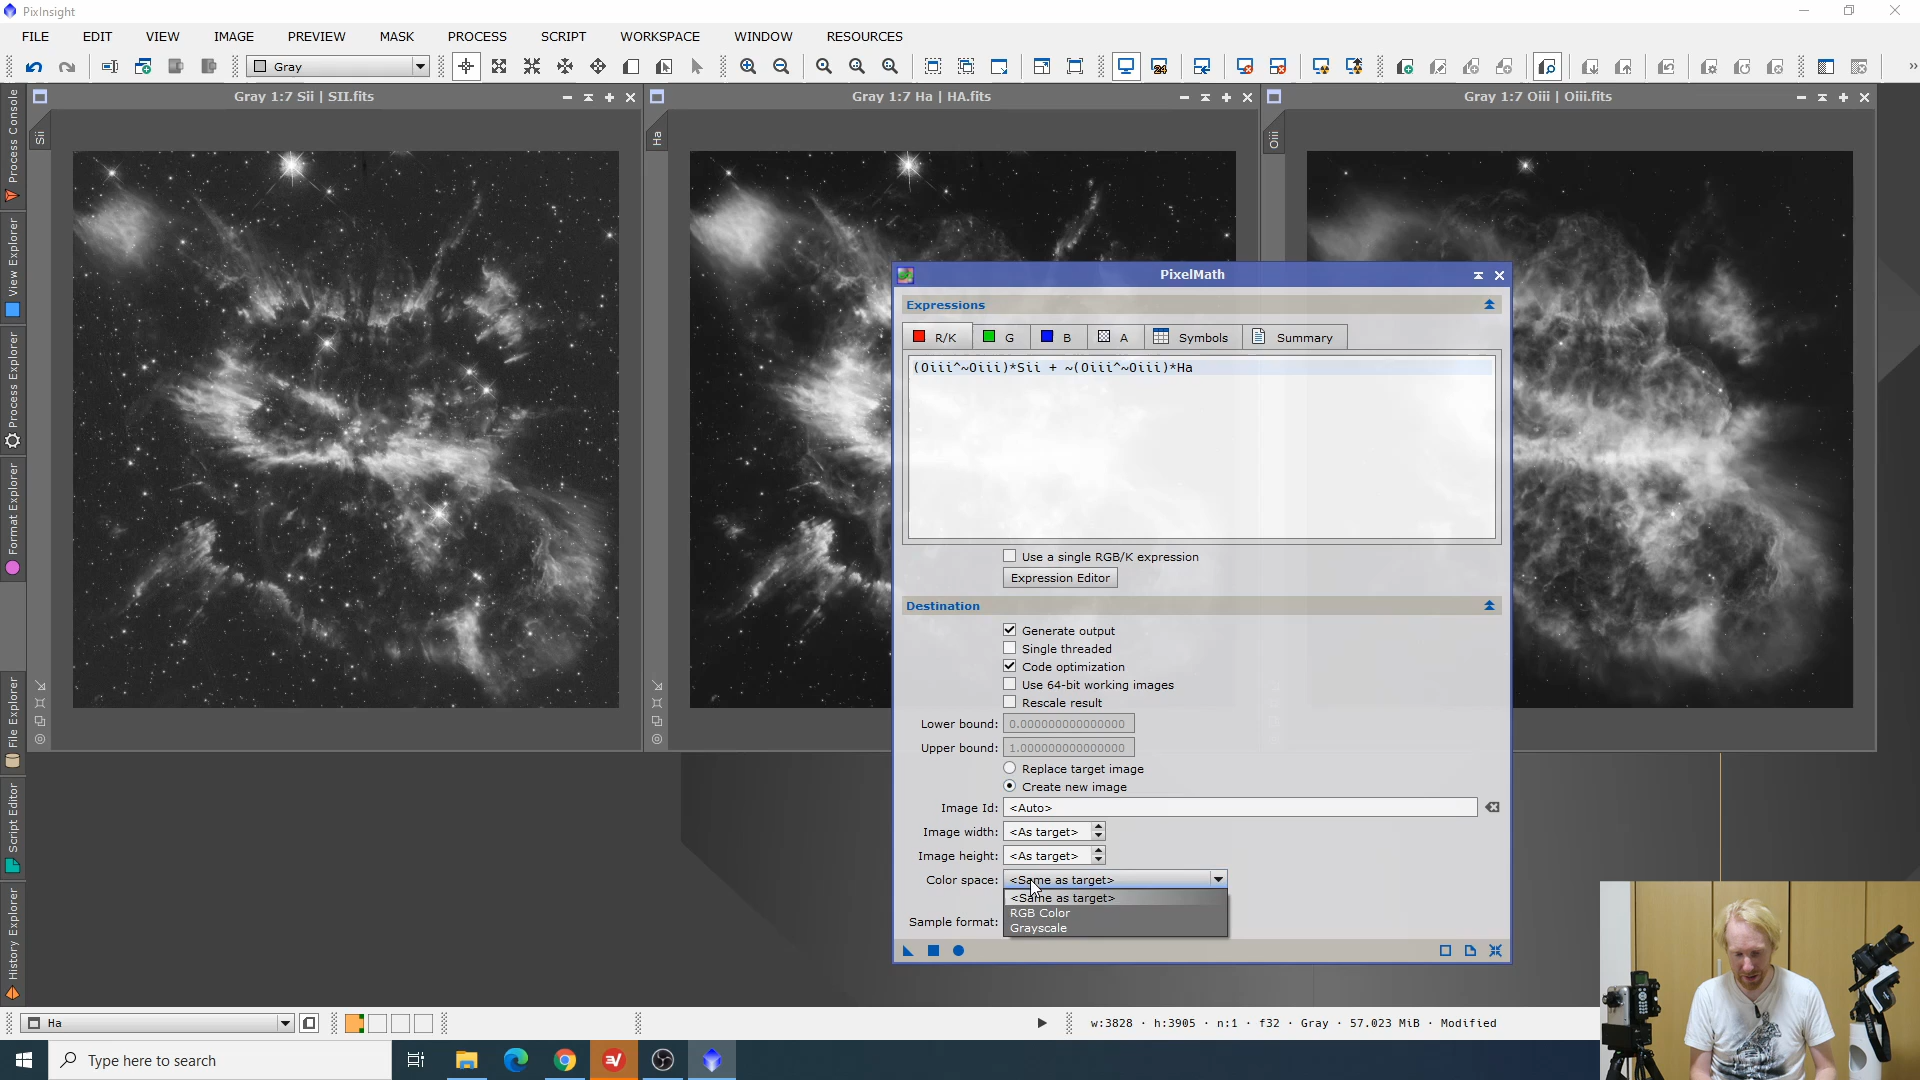 PixInsight
FILE EDIT VIEW IMAGE PREVIEW MASK PROCESS SCRIPT WORKSPACE WINDOW RESOURCES
Gray
Gray 1:7 Sii | SII.fits
Gray 1:7 Ha | HA.fits
Gray 1:7 Oiii | Oiii.fits
Sii
Ha
Oiii
Process Console
View Explorer
Process Explorer
Format Explorer
File Explorer
Script Editor
History Explorer
PixelMath
Expressions
R/K G B A Symbols Summary
(Oiii^~Oiii)*Sii + ~(Oiii^~Oiii)*Ha
Use a single RGB/K expression
Expression Editor
Destination
Generate output
Single threaded
Code optimization
Use 64-bit working images
Rescale result
Lower bound: 0.000000000000000
Upper bound: 1.000000000000000
Replace target image
Create new image
Image Id: <Auto>
Image width: <As target>
Image height: <As target>
Color space: <Same as target>
<Same as target>
RGB Color
Grayscale
Sample format:
Ha
w:3828 · h:3905 · n:1 · f32 · Gray · 57.023 MiB · Modified
Type here to search